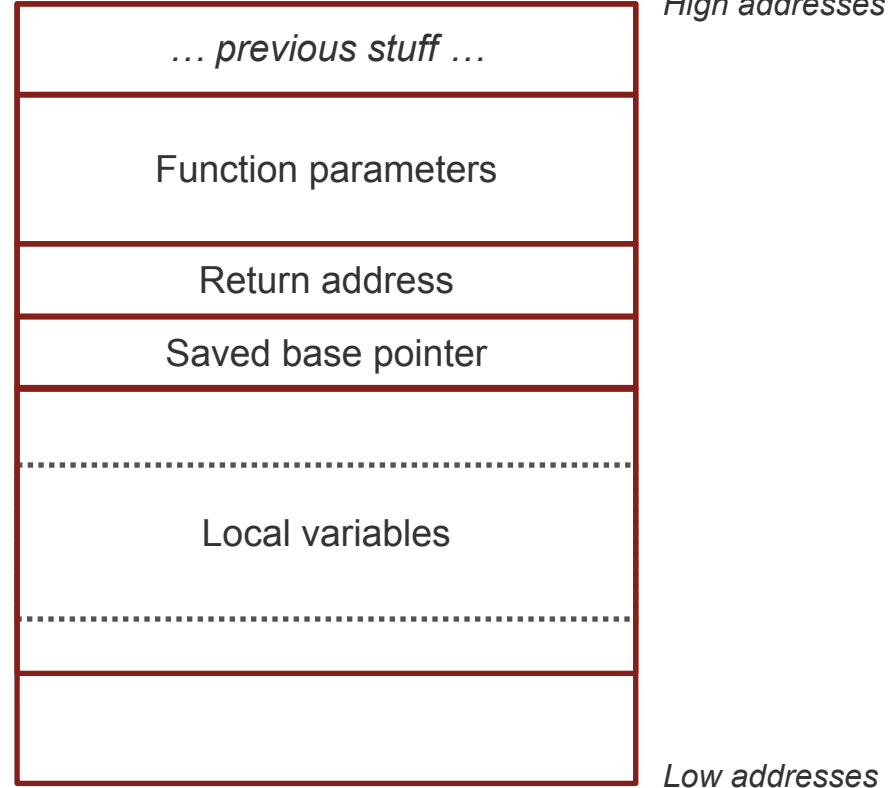 High addresses
… previous stuff …
Function parameters
Return address
Saved base pointer
Local variables
Low addresses